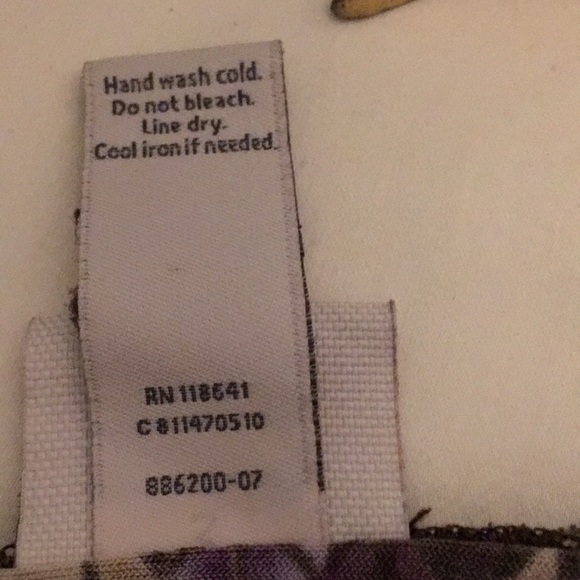 Hand wash cold.
Do not bleach.
Line dry.
Cool iron if needed.
RN 118641
C 811470510
886200-07